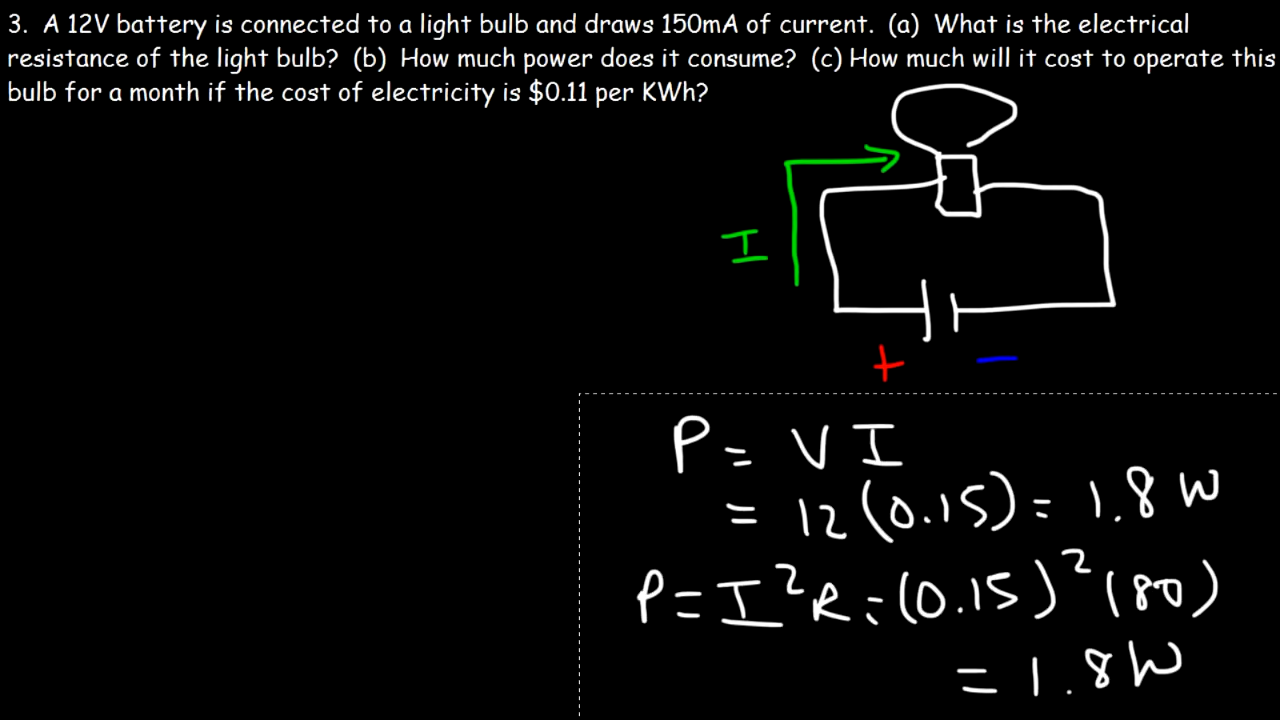 3. A 12V battery is connected to a light bulb and draws 150mA of current. (a) What is the electrical
resistance of the light bulb? (b) How much power does it consume? (c) How much will it cost to operate this
bulb for a month if the cost of electricity is $0.11 per KWh?
I
+ −
P = VI
= 12(0.15) = 1.8 W
P = I²R = (0.15)²(80)
= 1.8W